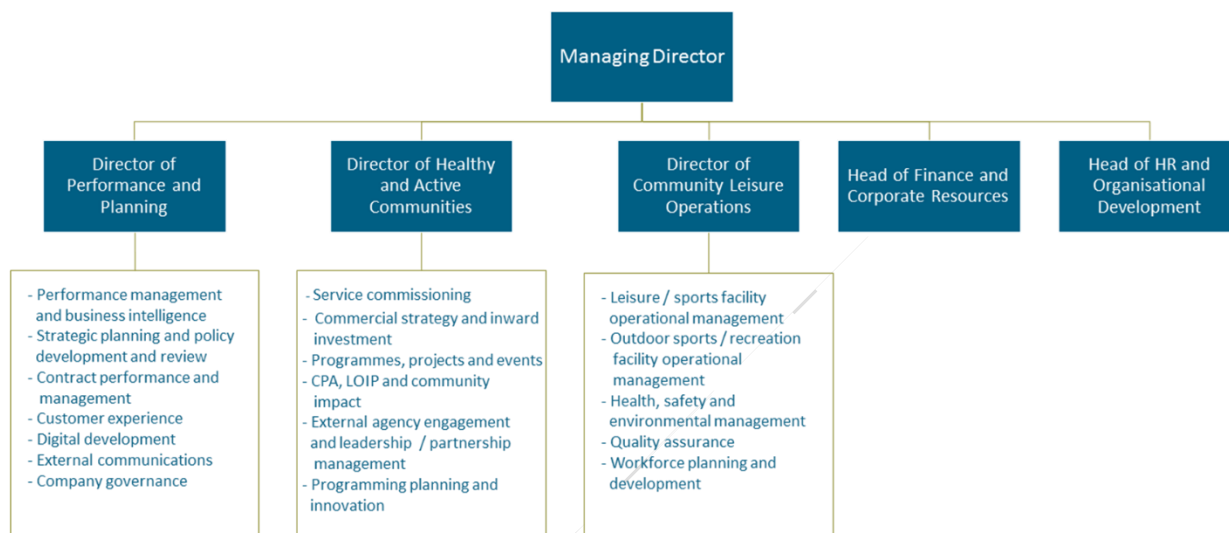 Managing Director
Director of
Performance and
Planning
Director of Healthy
and Active
Communities
Director of
Community Leisure
Operations
Head of Finance and
Corporate Resources
Head of HR and
Organisational
Development
- Performance management
and business intelligence
- Strategic planning and policy
development and review
- Contract performance and
management
- Customer experience
- Digital development
- External communications
- Company governance
- Service commissioning
- Commercial strategy and inward
investment
- Programmes, projects and events
- CPA, LOIP and community
impact
- External agency engagement
and leadership / partnership
management
- Programming planning and
innovation
- Leisure / sports facility
operational management
- Outdoor sports / recreation
facility operational
management
- Health, safety and
environmental management
- Quality assurance
- Workforce planning and
development